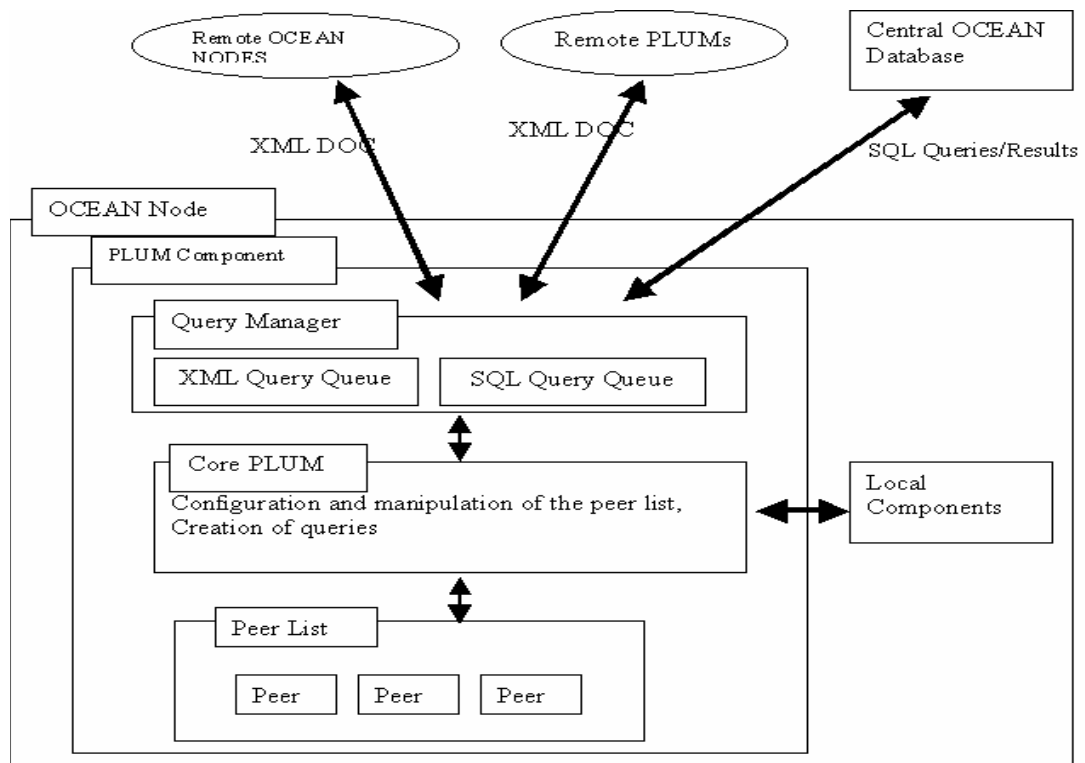 Remote OCEAN
NODES
Remote PLUMs
Central OCEAN
Database
XML DOC
XML DOC
SQL Queries/Results
OCEAN Node
PLUM Component
Query Manager
XML Query Queue
SQL Query Queue
Core PLUM
Configuration and manipulation of the peer list,
Creation of queries
Local
Components
Peer List
Peer
Peer
Peer